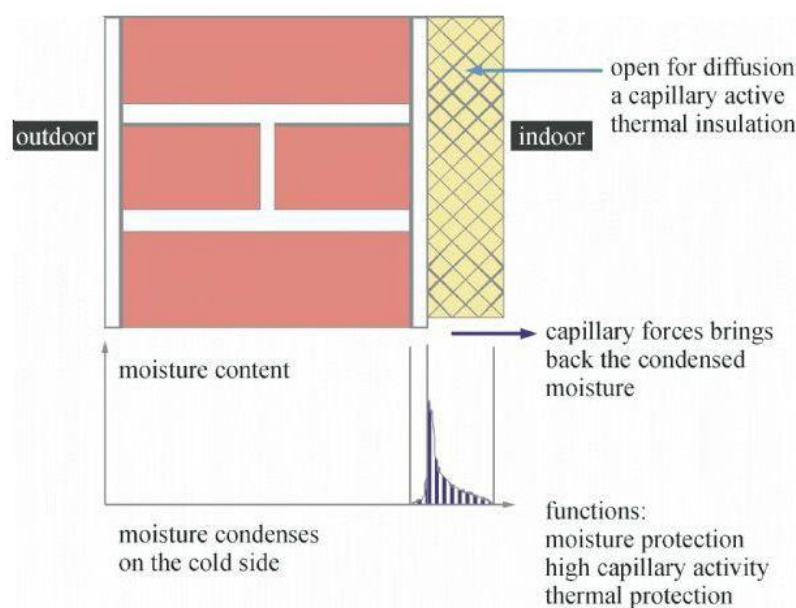 open for diffusion
a capillary active
thermal insulation
outdoor
indoor
capillary forces brings
back the condensed
moisture
moisture content
moisture condenses
on the cold side
functions:
moisture protection
high capillary activity
thermal protection